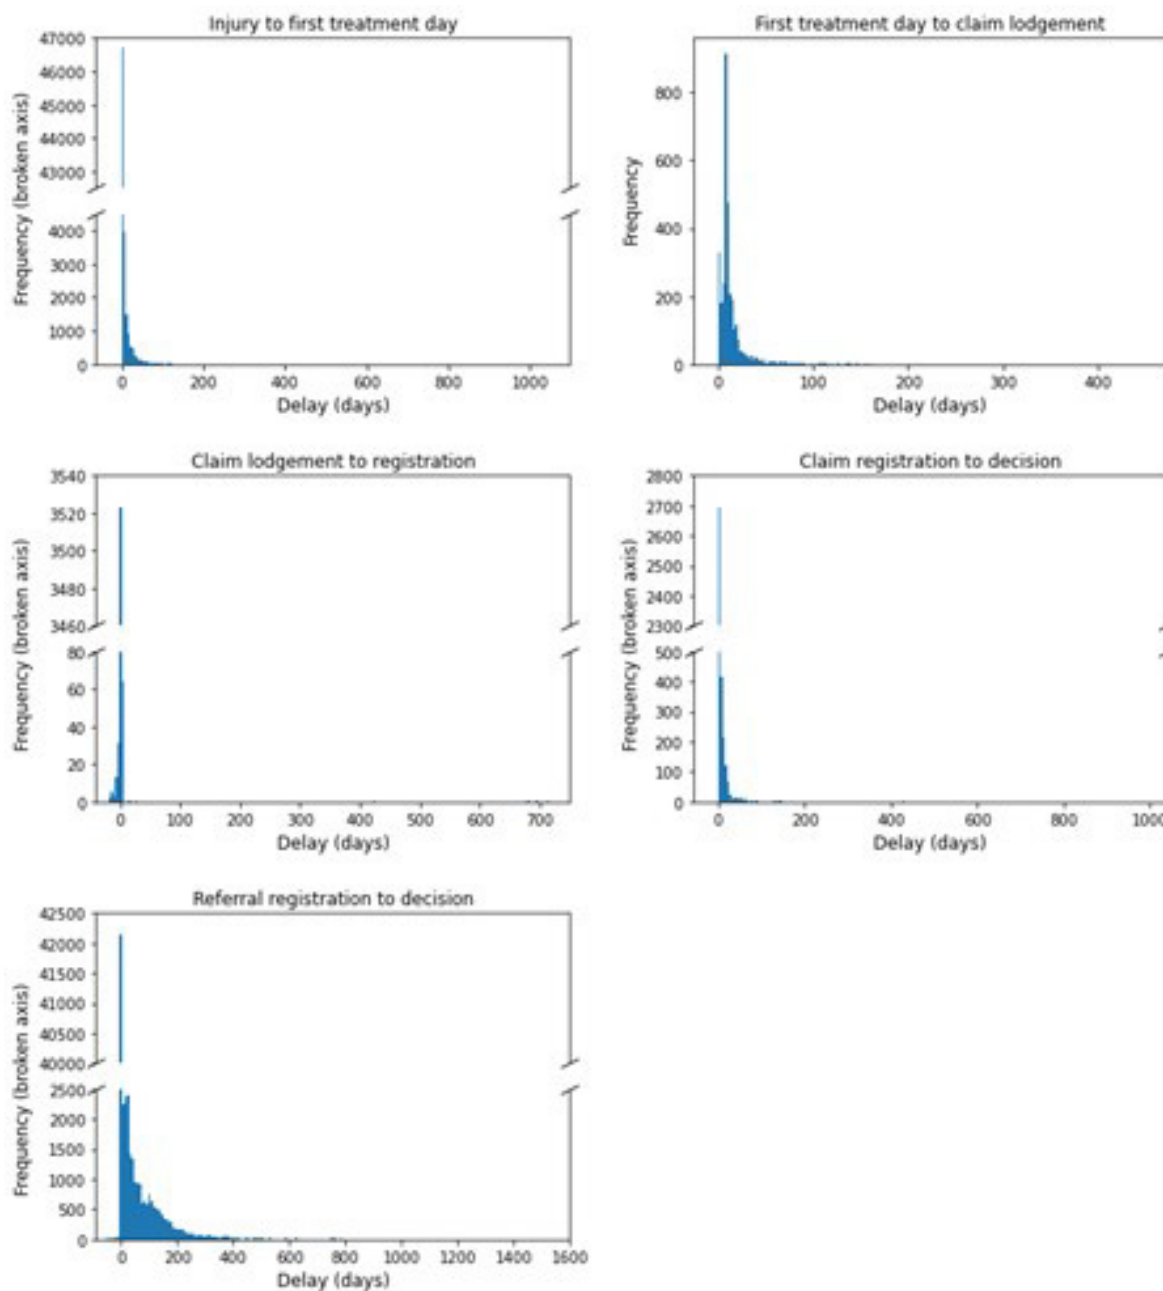 Injury to first treatment day
47000
46000
45000
44000
43000
4000
3000
2000
1000
0
Frequency (broken axis)
0 200 400 600 800 1000
Delay (days)
First treatment day to claim lodgement
800
600
400
200
0
Frequency
0 100 200 300 400
Delay (days)
Claim lodgement to registration
3540
3520
3500
3480
3460
80
60
40
20
0
Frequency (broken axis)
0 100 200 300 400 500 600 700
Delay (days)
Claim registration to decision
2800
2700
2600
2500
2400
2300
500
400
300
200
100
0
Frequency (broken axis)
0 200 400 600 800 1000
Delay (days)
Referral registration to decision
42500
42000
41500
41000
40500
40000
2500
2000
1500
1000
500
0
Frequency (broken axis)
0 200 400 600 800 1000 1200 1400 1600
Delay (days)